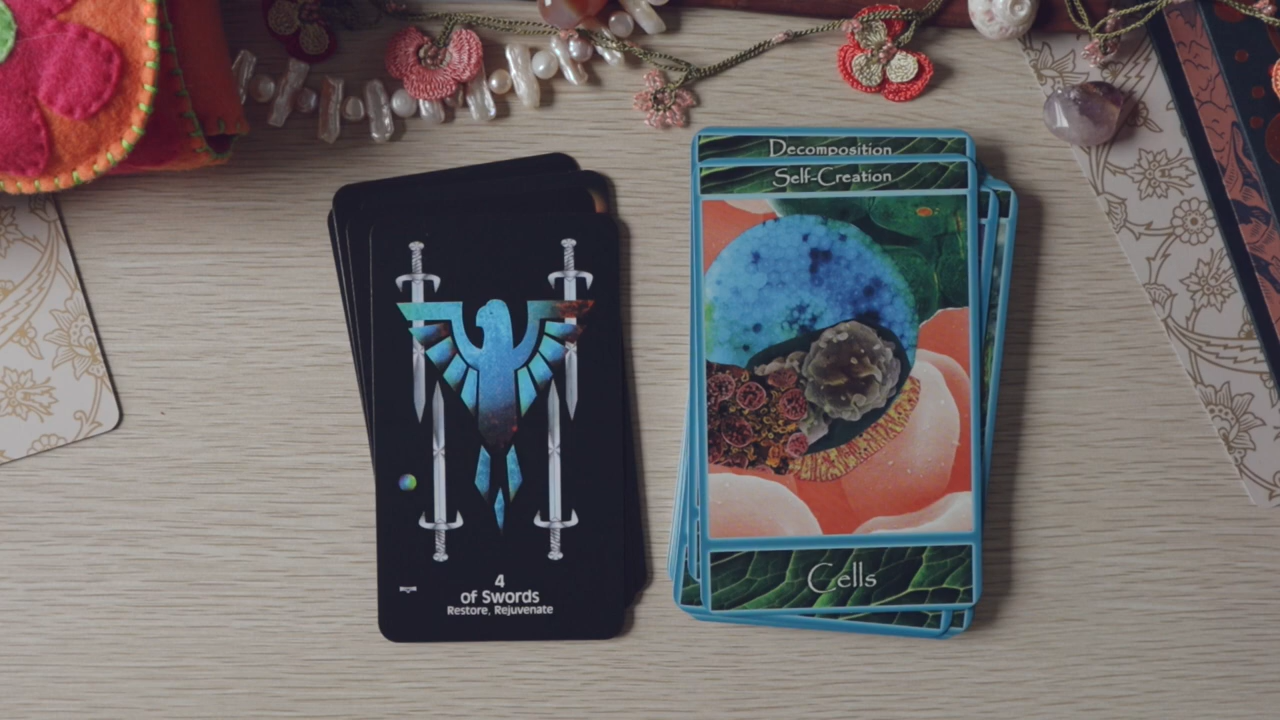 4
of Swords
Restore, Rejuvenate
Decomposition
Self-Creation
Cells